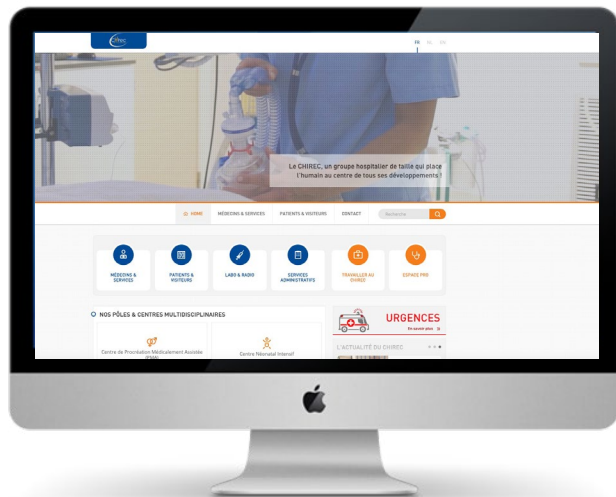 CHIREC
FR NL EN
Le CHIREC, un groupe hospitalier de taille qui place
l'humain au centre de tous ses développements !
HOME MÉDECINS & SERVICES PATIENTS & VISITEURS CONTACT Recherche
MÉDECINS &
SERVICES
PATIENTS &
VISITEURS
LABO & RADIO
SERVICES
ADMINISTRATIFS
TRAVAILLER AU
CHIREC
ESPACE PRO
NOS PÔLES & CENTRES MULTIDISCIPLINAIRES
Centre de Procréation Médicalement Assistée
(PMA)
Centre Néonatal Intensif
URGENCES
En savoir plus »
L'ACTUALITÉ DU CHIREC